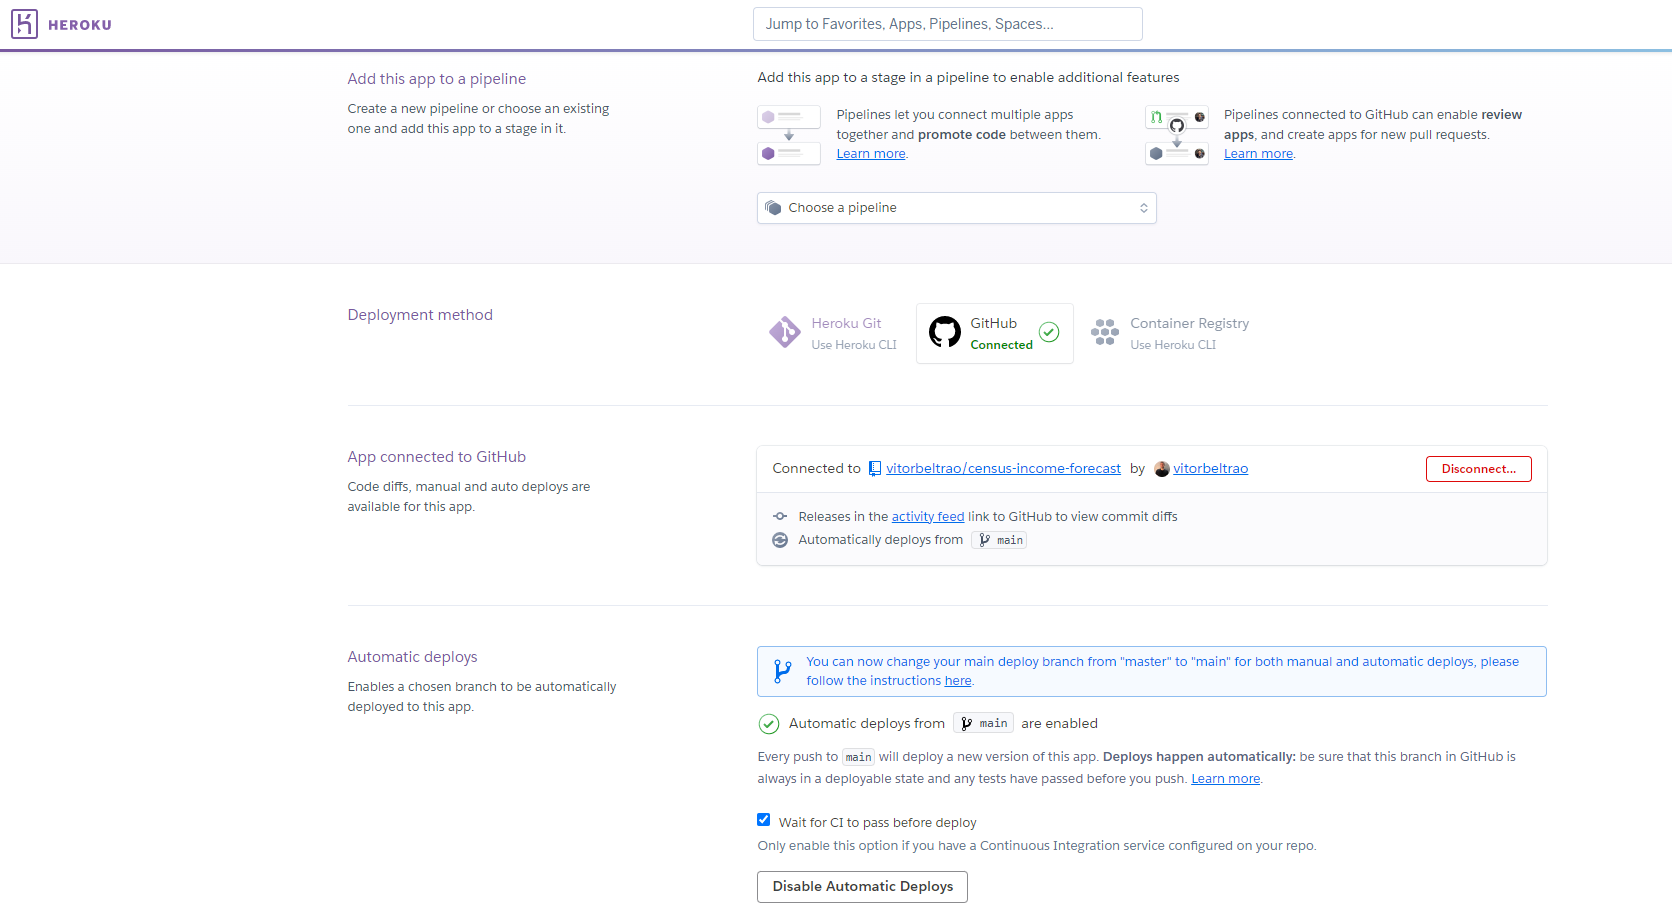 HEROKU
Jump to Favorites, Apps, Pipelines, Spaces...
Add this app to a pipeline
Create a new pipeline or choose an existing
one and add this app to a stage in it.
Add this app to a stage in a pipeline to enable additional features
Pipelines let you connect multiple apps
together and promote code between them.
Learn more.
Pipelines connected to GitHub can enable review
apps, and create apps for new pull requests.
Learn more.
Choose a pipeline
Deployment method
Heroku Git
Use Heroku CLI
GitHub
Connected
Container Registry
Use Heroku CLI
App connected to GitHub
Code diffs, manual and auto deploys are
available for this app.
Connected to vitorbeltrao/census-income-forecast by vitorbeltrao
Disconnect...
Releases in the activity feed link to GitHub to view commit diffs
Automatically deploys from main
Automatic deploys
Enables a chosen branch to be automatically
deployed to this app.
You can now change your main deploy branch from "master" to "main" for both manual and automatic deploys, please
follow the instructions here.
Automatic deploys from main are enabled
Every push to main will deploy a new version of this app. Deploys happen automatically: be sure that this branch in GitHub is
always in a deployable state and any tests have passed before you push. Learn more.
Wait for CI to pass before deploy
Only enable this option if you have a Continuous Integration service configured on your repo.
Disable Automatic Deploys